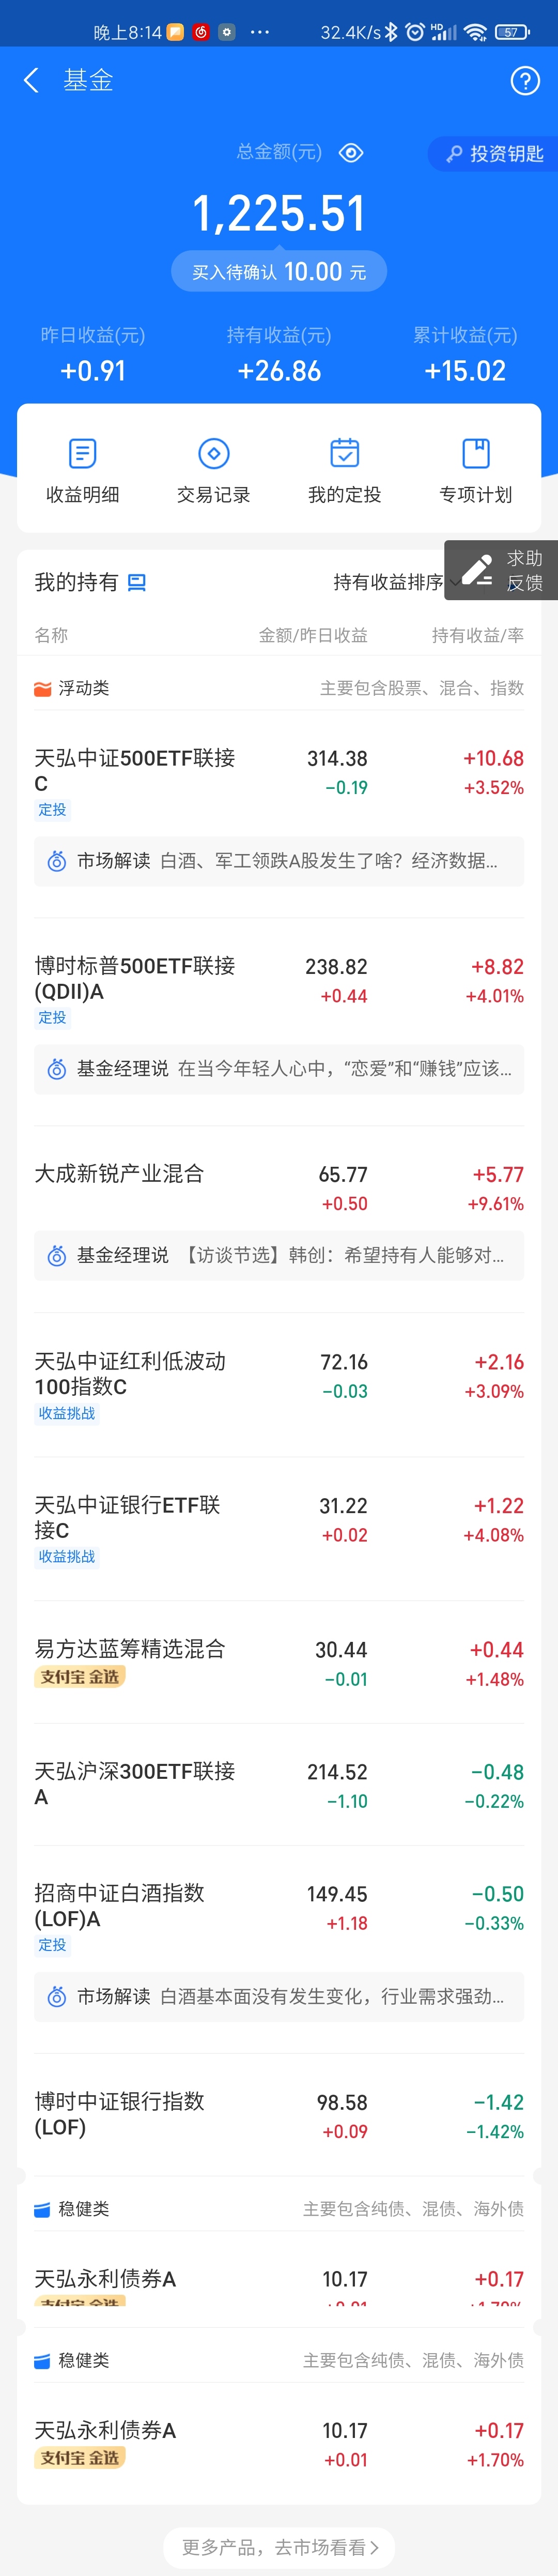 晚上8:14
32.4K/s
HD
57
基金
总金额(元)
投资钥匙
1,225.51
买入待确认 10.00 元
昨日收益(元) 持有收益(元) 累计收益(元)
+0.91 +26.86 +15.02
收益明细 交易记录 我的定投 专项计划
求助
反馈
我的持有 持有收益排序
名称 金额/昨日收益 持有收益/率
浮动类 主要包含股票、混合、指数
天弘中证500ETF联接 314.38 +10.68
C −0.19 +3.52%
定投
市场解读 白酒、军工领跌A股发生了啥？经济数据...
博时标普500ETF联接 238.82 +8.82
(QDII)A +0.44 +4.01%
定投
基金经理说 在当今年轻人心中，“恋爱”和“赚钱”应该...
大成新锐产业混合 65.77 +5.77
+0.50 +9.61%
基金经理说 【访谈节选】韩创：希望持有人能够对...
天弘中证红利低波动 72.16 +2.16
100指数C −0.03 +3.09%
收益挑战
天弘中证银行ETF联 31.22 +1.22
接C +0.02 +4.08%
收益挑战
易方达蓝筹精选混合 30.44 +0.44
支付宝 金选 −0.01 +1.48%
天弘沪深300ETF联接 214.52 −0.48
A −1.10 −0.22%
招商中证白酒指数 149.45 −0.50
(LOF)A +1.18 −0.33%
定投
市场解读 白酒基本面没有发生变化，行业需求强劲...
博时中证银行指数 98.58 −1.42
(LOF) +0.09 −1.42%
稳健类 主要包含纯债、混债、海外债
天弘永利债券A 10.17 +0.17
稳健类 主要包含纯债、混债、海外债
天弘永利债券A 10.17 +0.17
支付宝 金选 +0.01 +1.70%
更多产品，去市场看看